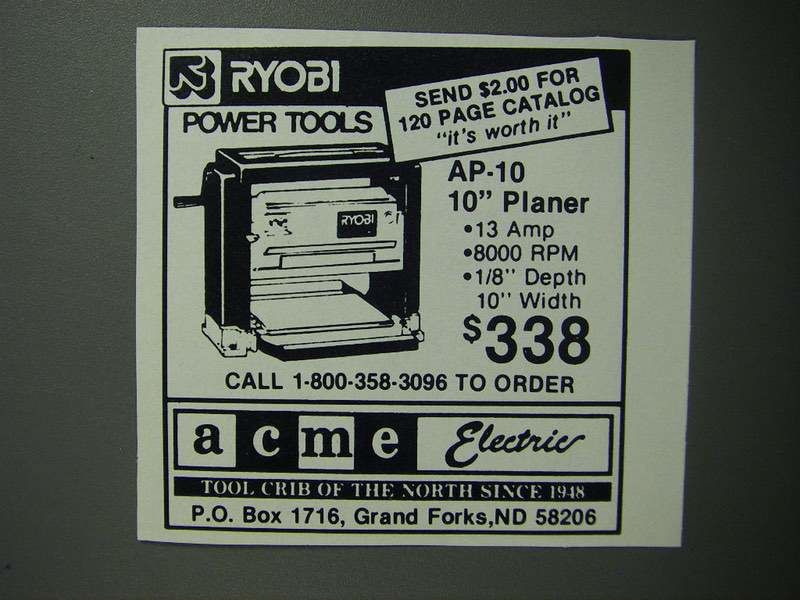 RYOBI
POWER TOOLS
SEND $2.00 FOR
120 PAGE CATALOG
"it's worth it"
AP-10
10" Planer
•13 Amp
•8000 RPM
•1/8" Depth
10" Width
$338
RYOBI
CALL 1-800-358-3096 TO ORDER
acme Electric
TOOL CRIB OF THE NORTH SINCE 1948
P.O. Box 1716, Grand Forks,ND 58206